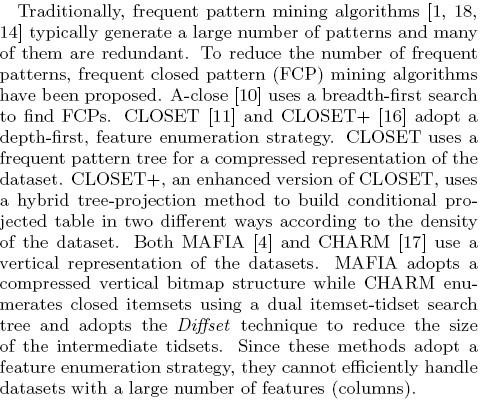 Traditionally, frequent pattern mining algorithms [1, 18,
14] typically generate a large number of patterns and many
of them are redundant. To reduce the number of frequent
patterns, frequent closed pattern (FCP) mining algorithms
have been proposed. A-close [10] uses a breadth-first search
to find FCPs. CLOSET [11] and CLOSET+ [16] adopt a
depth-first, feature enumeration strategy. CLOSET uses a
frequent pattern tree for a compressed representation of the
dataset. CLOSET+, an enhanced version of CLOSET, uses
a hybrid tree-projection method to build conditional pro-
jected table in two different ways according to the density
of the dataset. Both MAFIA [4] and CHARM [17] use a
vertical representation of the datasets. MAFIA adopts a
compressed vertical bitmap structure while CHARM enu-
merates closed itemsets using a dual itemset-tidset search
tree and adopts the Diffset technique to reduce the size
of the intermediate tidsets. Since these methods adopt a
feature enumeration strategy, they cannot efficiently handle
datasets with a large number of features (columns).